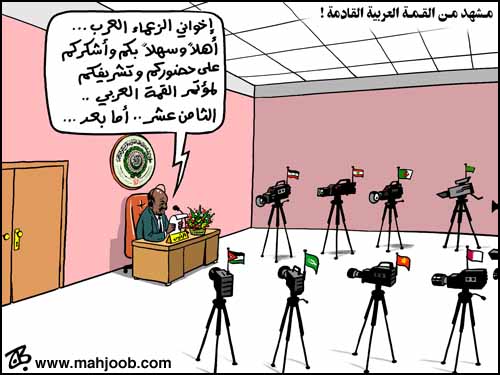 مشهد من القمة العربية القادمة !
إخواني الزعماء العرب ...
أهلاً وسهلاً بكم وأشكركم
على حضوركم وتشريفكم
لمؤتمر القمة العربي ..
الثامن عشر .. أما بعد ...
www.mahjoob.com